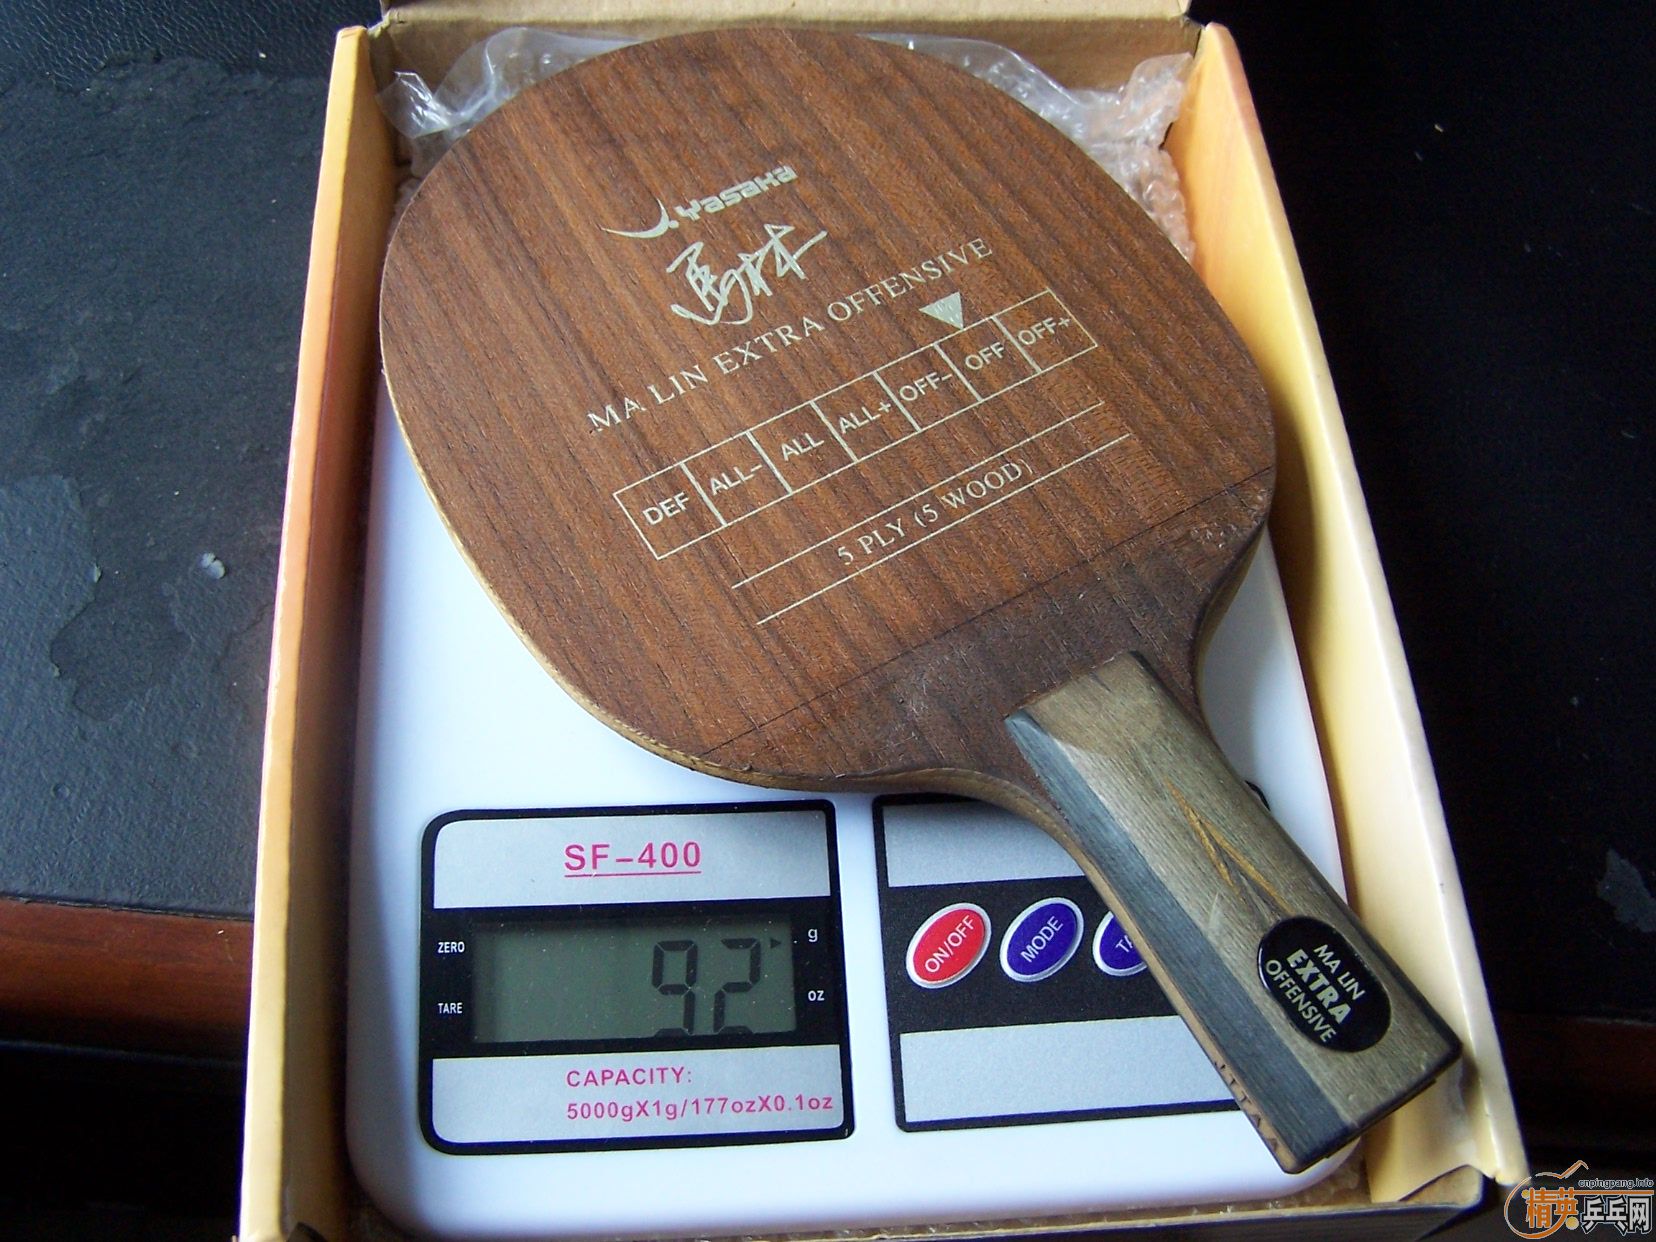 Yasaka
馬林
MA LIN EXTRA OFFENSIVE
DEF ALL- ALL ALL+ OFF- OFF OFF+
5 PLY (5 WOOD)
MA LIN
EXTRA
OFFENSIVE
SF-400
ZERO
TARE
92
g
oz
CAPACITY:
5000gX1g/177ozX0.1oz
ON/OFF
MODE
cnpingpang.info
精英乒乓网